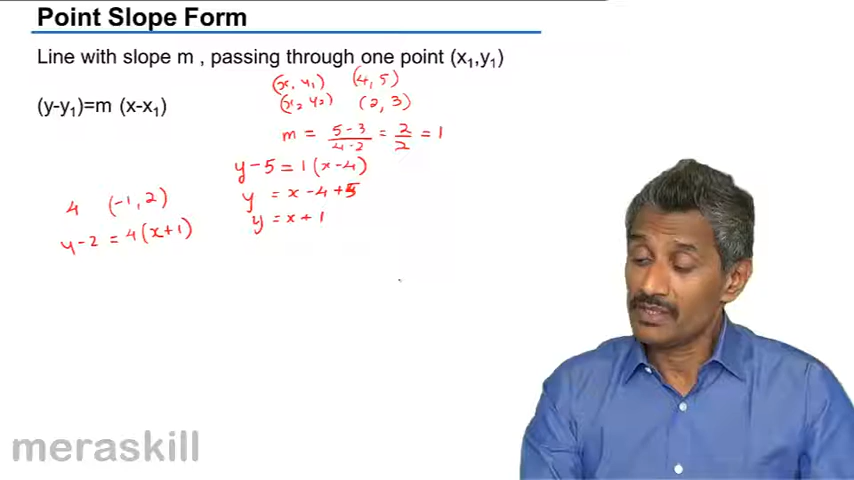 Point Slope Form
Line with slope m , passing through one point (x₁,y₁)
(x₁, y₁) (4, 5)
(y-y₁)=m (x-x₁)
(x₂ y₂) (2, 3)
m = 5-3/4-2 = 2/2 = 1
y-5 = 1(x-4)
y = x-4+5
y = x+1
4 (-1, 2)
y-2 = 4(x+1)
meraskill